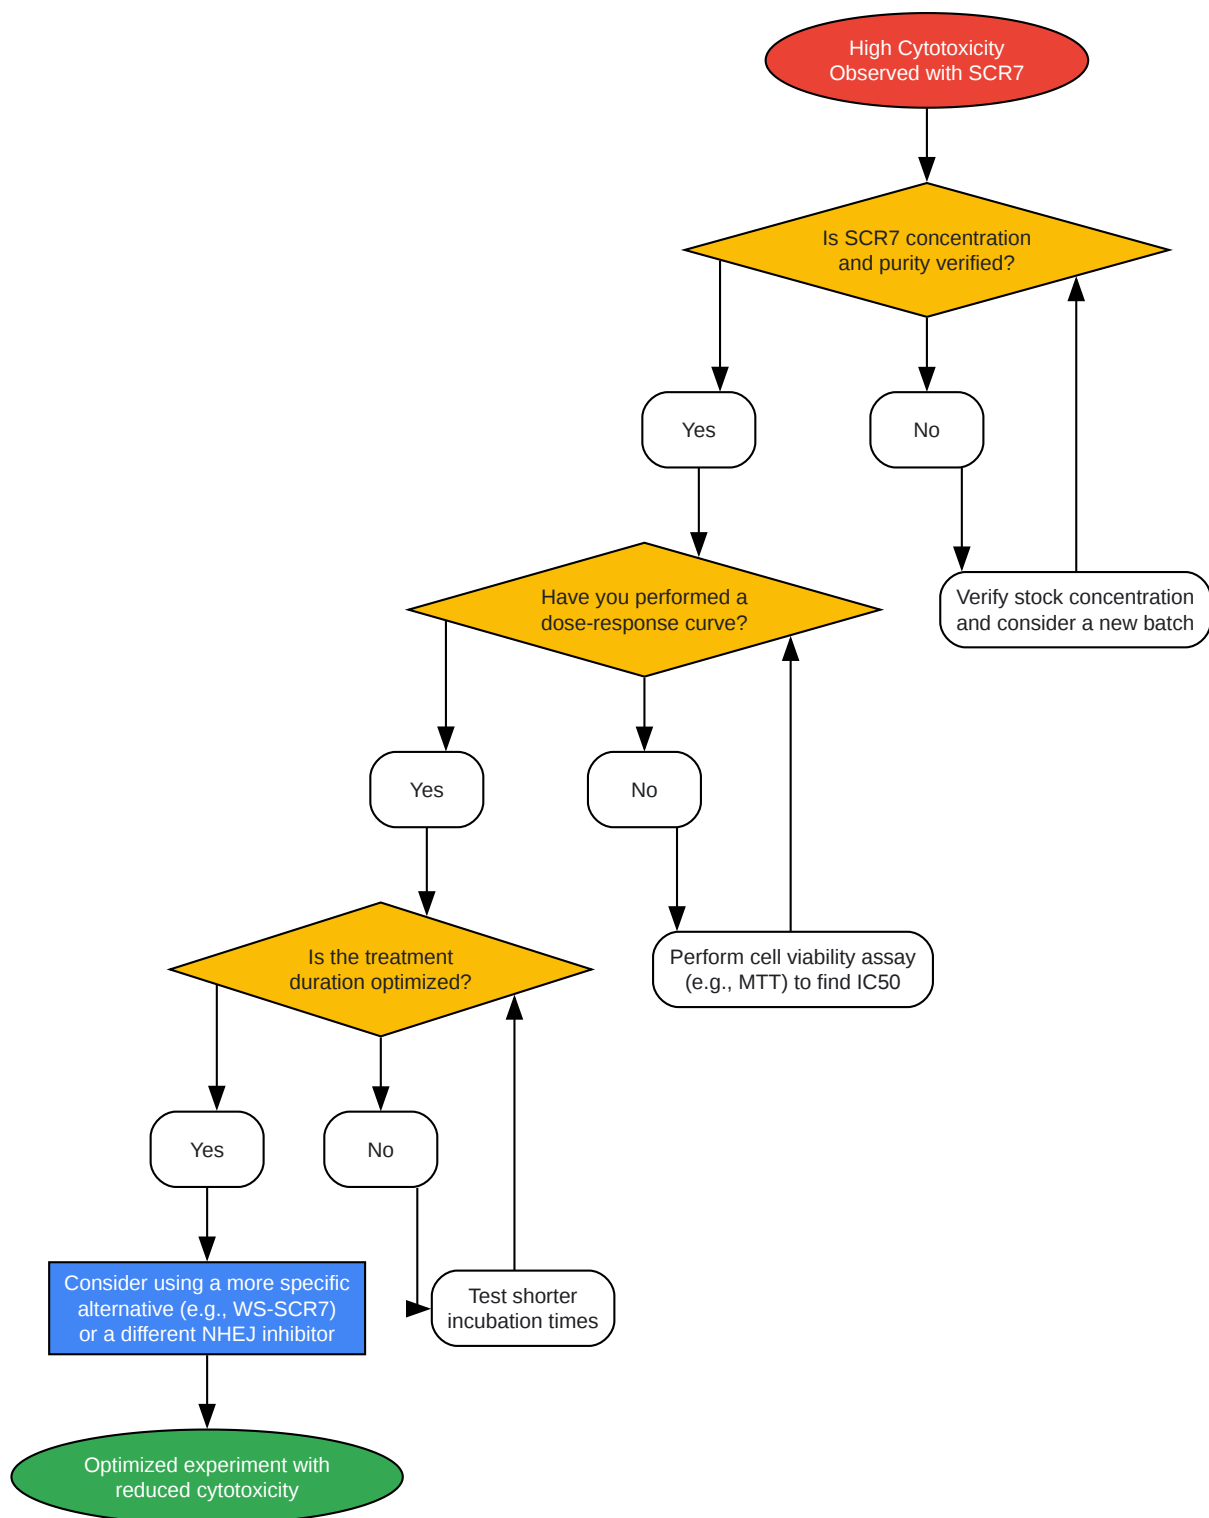 High Cytotoxicity
Observed with SCR7
Is SCR7 concentration
and purity verified?
Yes
No
Verify stock concentration
and consider a new batch
Have you performed a
dose-response curve?
Yes
No
Perform cell viability assay
(e.g., MTT) to find IC50
Is the treatment
duration optimized?
Yes
No
Test shorter
incubation times
Consider using a more specific
alternative (e.g., WS-SCR7)
or a different NHEJ inhibitor
Optimized experiment with
reduced cytotoxicity